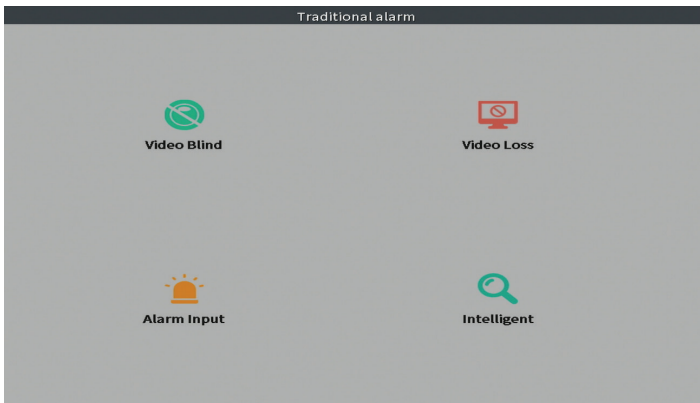 Traditional alarm
Video Blind
Video Loss
Alarm Input
Intelligent